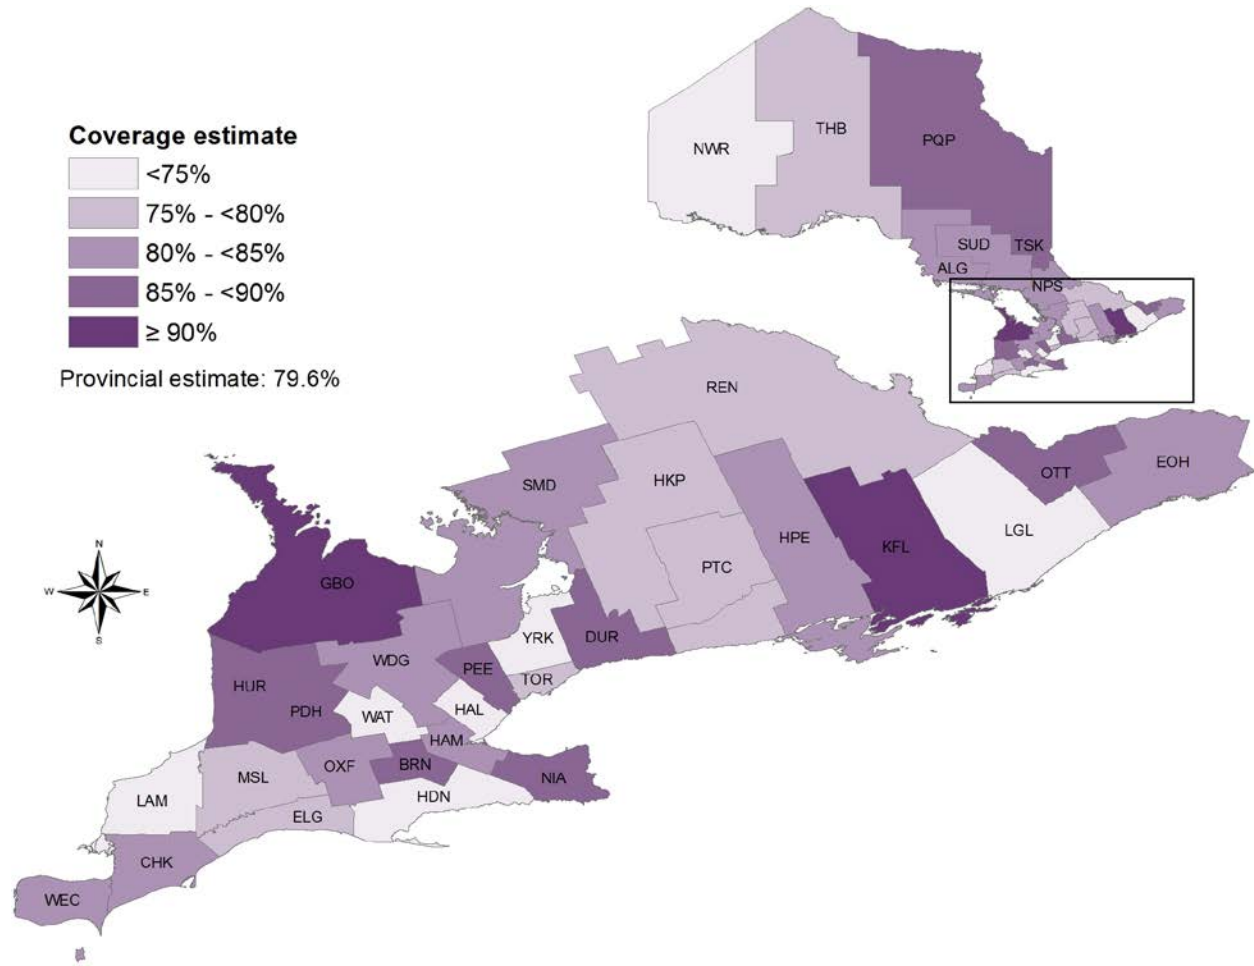 Coverage estimate
<75%
75% - <80%
80% - <85%
85% - <90%
≥ 90%
Provincial estimate: 79.6%
NWR
THB
PQP
SUD
TSK
ALG
NPS
REN
SMD
HKP
OTT
EOH
LGL
HPE
KFL
PTC
GBO
N
W
E
S
YRK
DUR
WDG
PEE
TOR
HUR
PDH
WAT
HAL
HAM
MSL
OXF
BRN
NIA
LAM
HDN
ELG
CHK
WEC